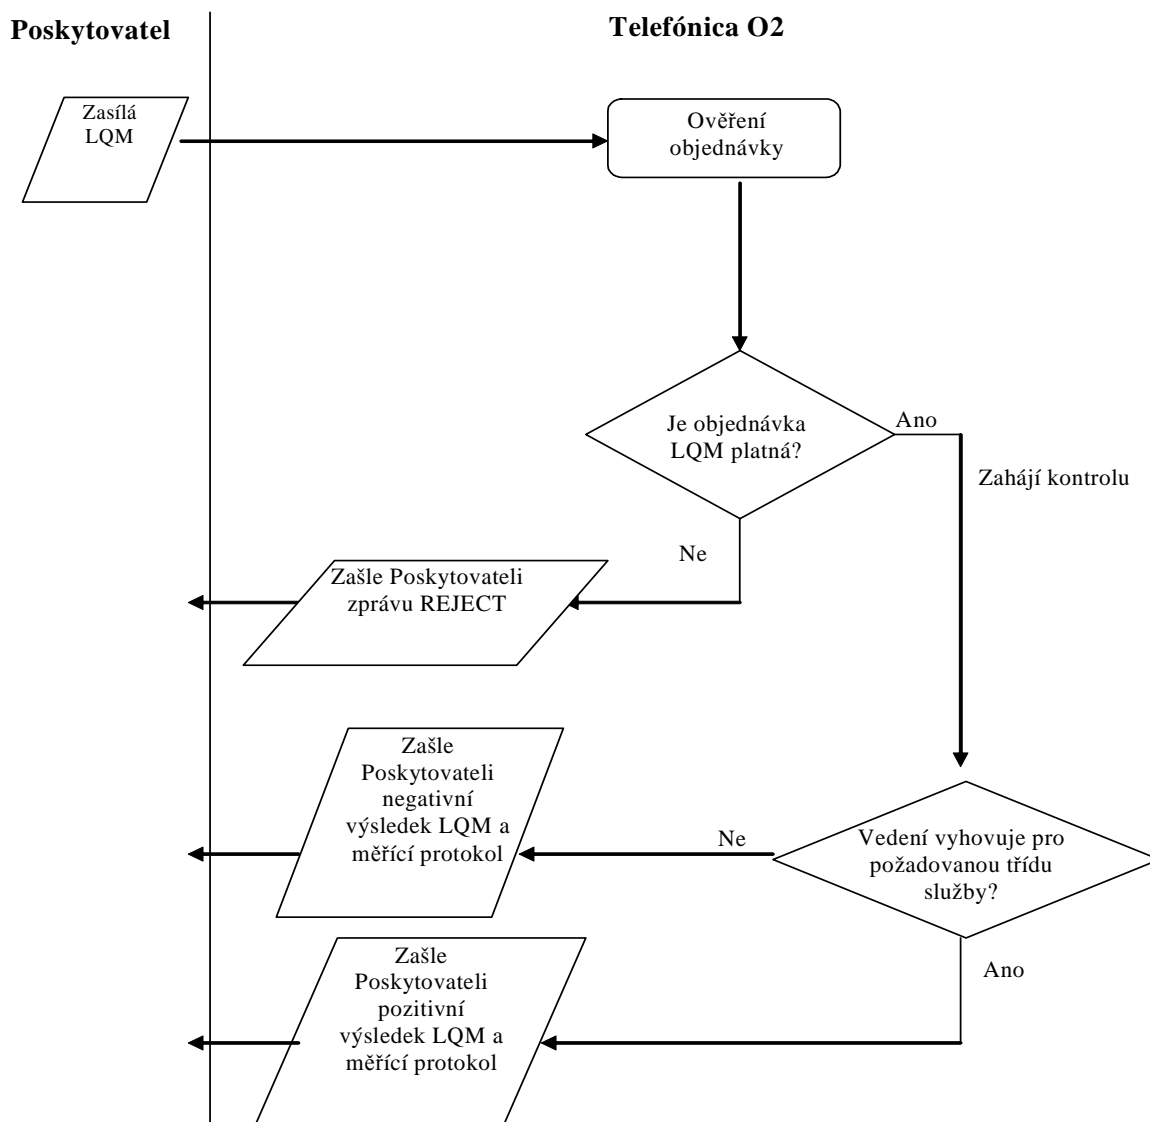 Poskytovatel
Telefónica O2
Zasílá
LQM
Ověření
objednávky
Je objednávka
LQM platná?
Ano
Zahájí kontrolu
Ne
Zašle Poskytovateli
zprávu REJECT
Zašle
Poskytovateli
negativní
výsledek LQM a
měřící protokol
Ne
Vedení vyhovuje pro
požadovanou třídu
služby?
Ano
Zašle
Poskytovateli
pozitivní
výsledek LQM a
měřící protokol